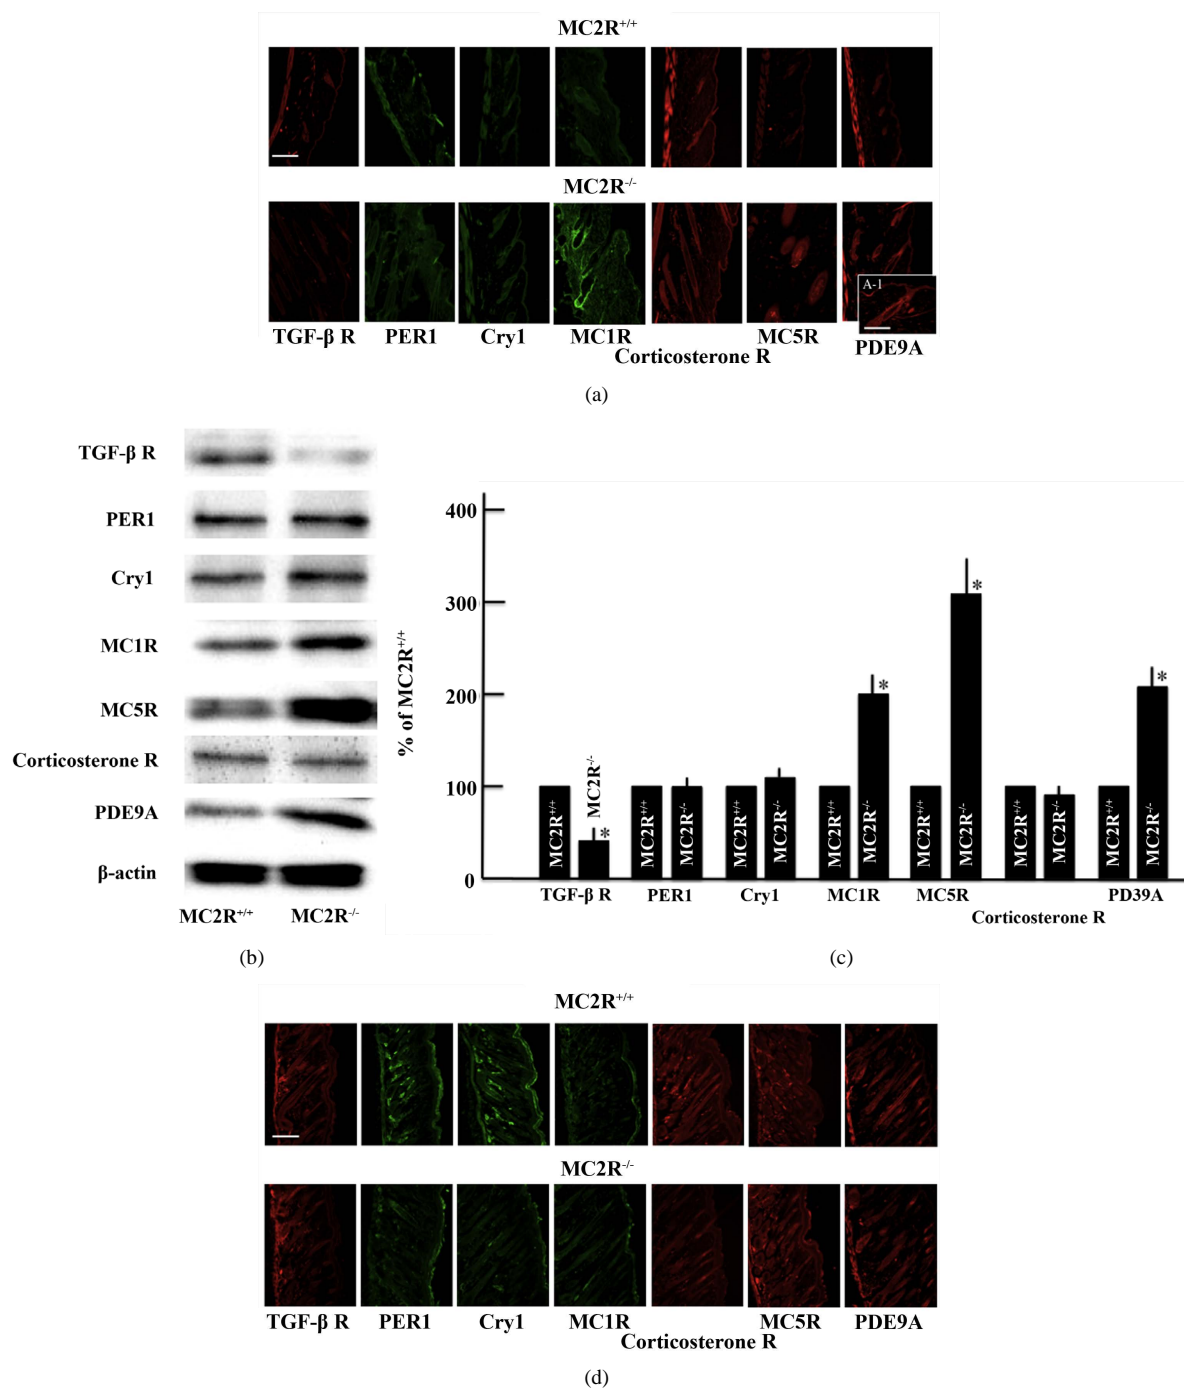 MC2R+/+
MC2R-/-
A-1
TGF-β R PER1 Cry1 MC1R MC5R
Corticosterone R PDE9A
(a)
TGF-β R
PER1
Cry1
MC1R
MC5R
Corticosterone R
PDE9A
β-actin
MC2R+/+ MC2R-/-
(b)
% of MC2R+/+
400
300
200
100
0
MC2R+/+ MC2R-/- MC2R+/+ MC2R-/- MC2R+/+ MC2R-/- MC2R+/+ MC2R-/- MC2R+/+ MC2R-/- MC2R+/+ MC2R-/- MC2R+/+ MC2R-/-
* * * *
TGF-β R PER1 Cry1 MC1R MC5R PD39A
Corticosterone R
(c)
MC2R+/+
MC2R-/-
TGF-β R PER1 Cry1 MC1R MC5R PDE9A
Corticosterone R
(d)